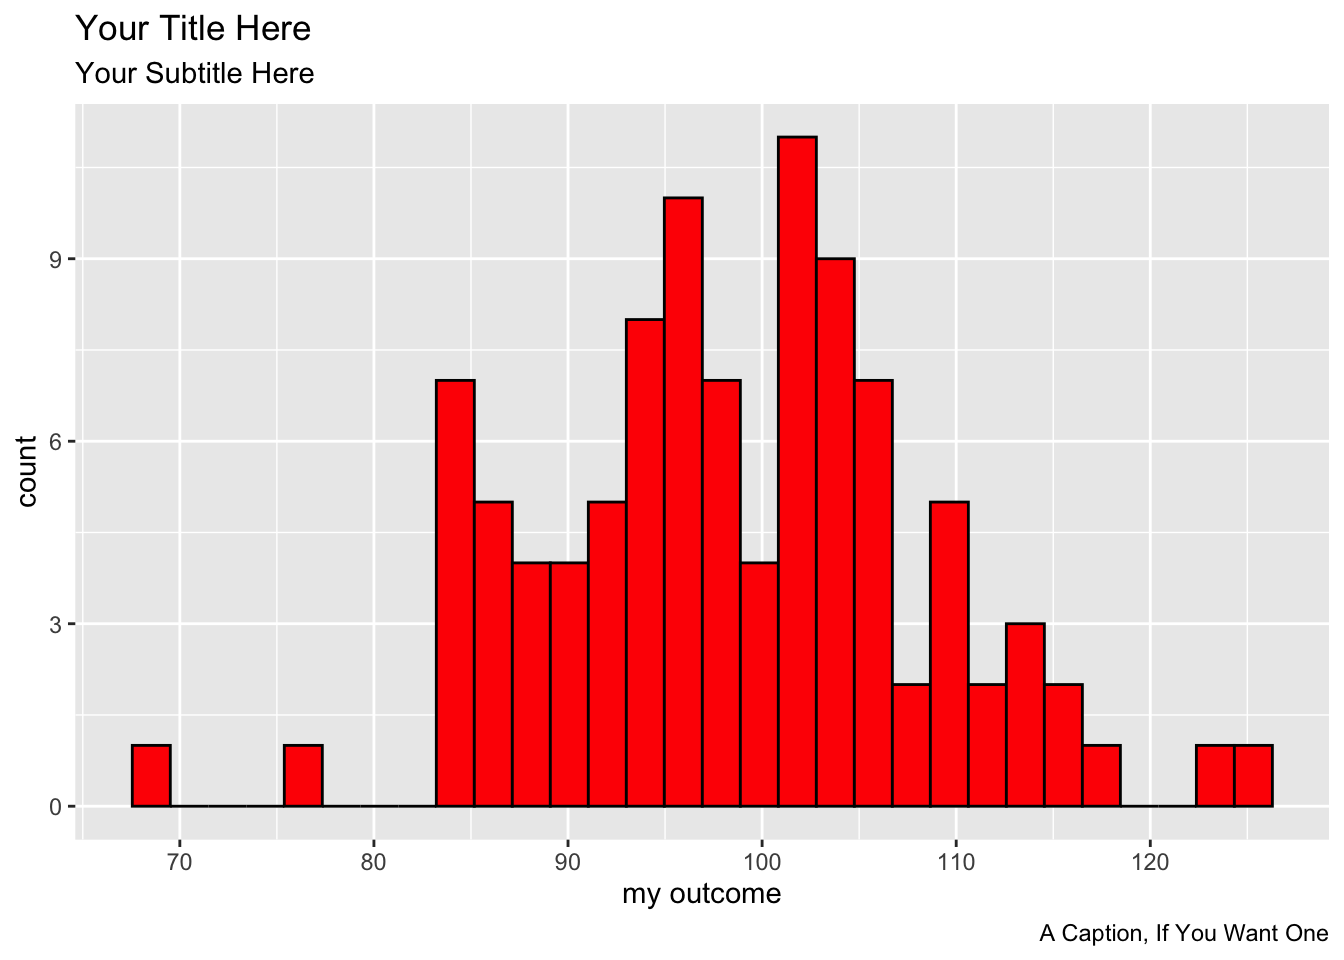 Your Title Here
Your Subtitle Here
9
6
3
0
count
70 80 90 100 110 120
my outcome
A Caption, If You Want One